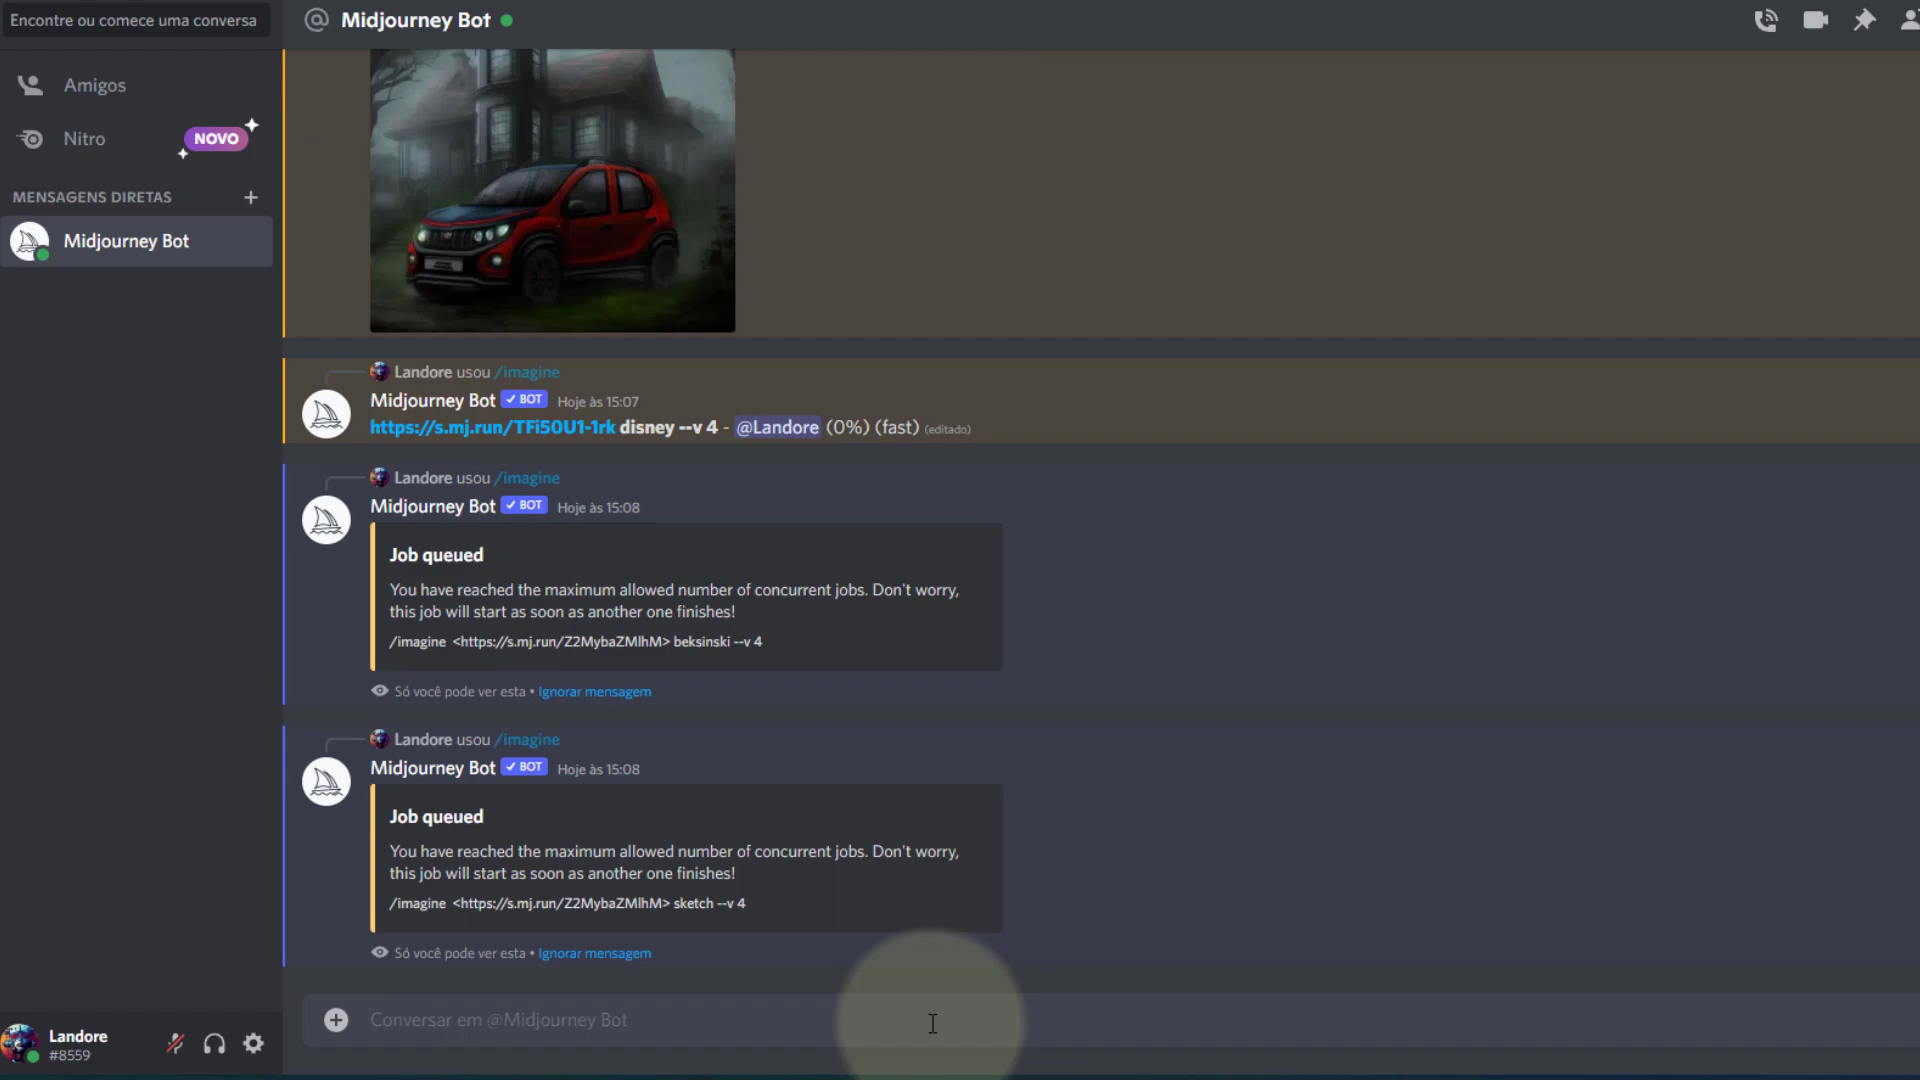 Encontre ou comece uma conversa
Midjourney Bot
Amigos
Nitro
NOVO
MENSAGENS DIRETAS
Midjourney Bot
Landore usou /imagine
Midjourney Bot BOT Hoje às 15:07
https://s.mj.run/TFi50U1-1rk disney --v 4 - @Landore (0%) (fast) (editado)
Landore usou /imagine
Midjourney Bot BOT Hoje às 15:08
Job queued
You have reached the maximum allowed number of concurrent jobs. Don't worry,
this job will start as soon as another one finishes!
/imagine <https://s.mj.run/Z2MybaZMlhM> beksinski --v 4
Só você pode ver esta • Ignorar mensagem
Landore usou /imagine
Midjourney Bot BOT Hoje às 15:08
Job queued
You have reached the maximum allowed number of concurrent jobs. Don't worry,
this job will start as soon as another one finishes!
/imagine <https://s.mj.run/Z2MybaZMlhM> sketch --v 4
Só você pode ver esta • Ignorar mensagem
Conversar em @Midjourney Bot
Landore
#8559